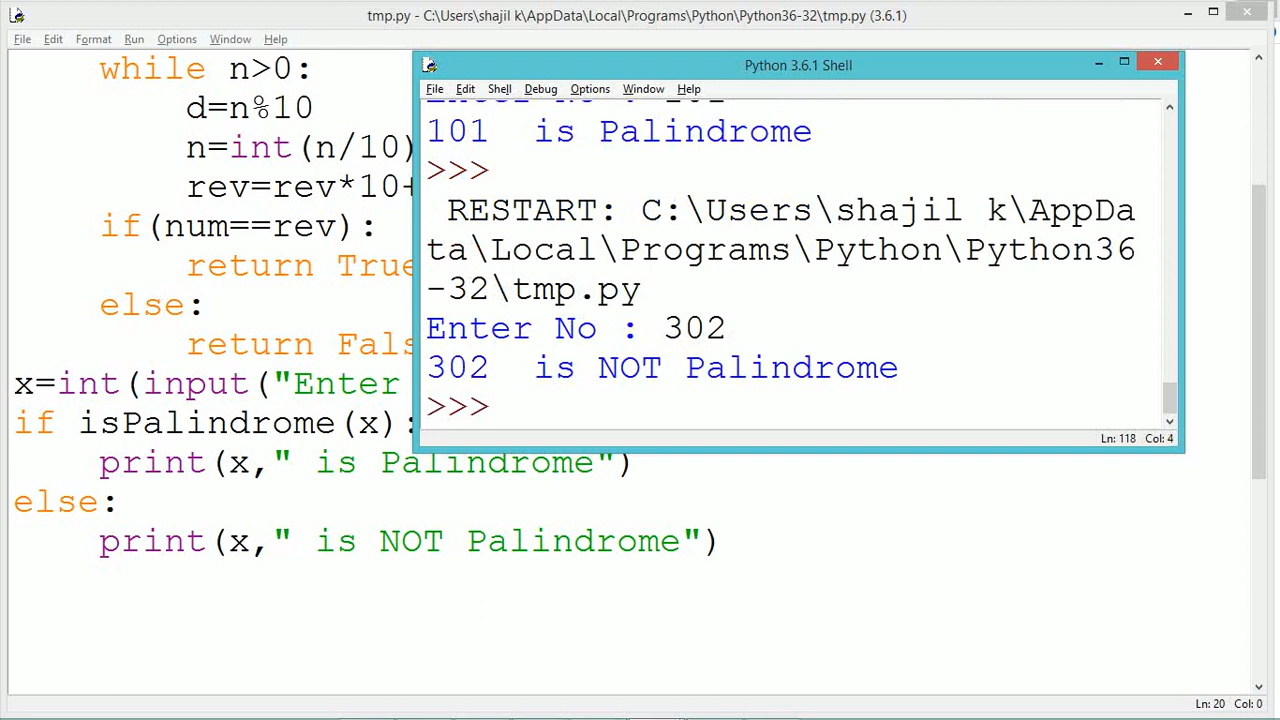 tmp.py - C:\Users\shajil k\AppData\Local\Programs\Python\Python36-32\tmp.py (3.6.1)
File Edit Format Run Options Window Help
while n>0:
d=n%10
n=int(n/10)
rev=rev*10+
if(num==rev):
return True
else:
return Fals
x=int(input("Enter
if isPalindrome(x):
print(x," is Palindrome")
else:
print(x," is NOT Palindrome")
Ln: 20 Col: 0
Python 3.6.1 Shell
File Edit Shell Debug Options Window Help
101  is Palindrome
>>>
RESTART: C:\Users\shajil k\AppDa
ta\Local\Programs\Python\Python36
-32\tmp.py
Enter No : 302
302  is NOT Palindrome
>>>
Ln: 118 Col: 4